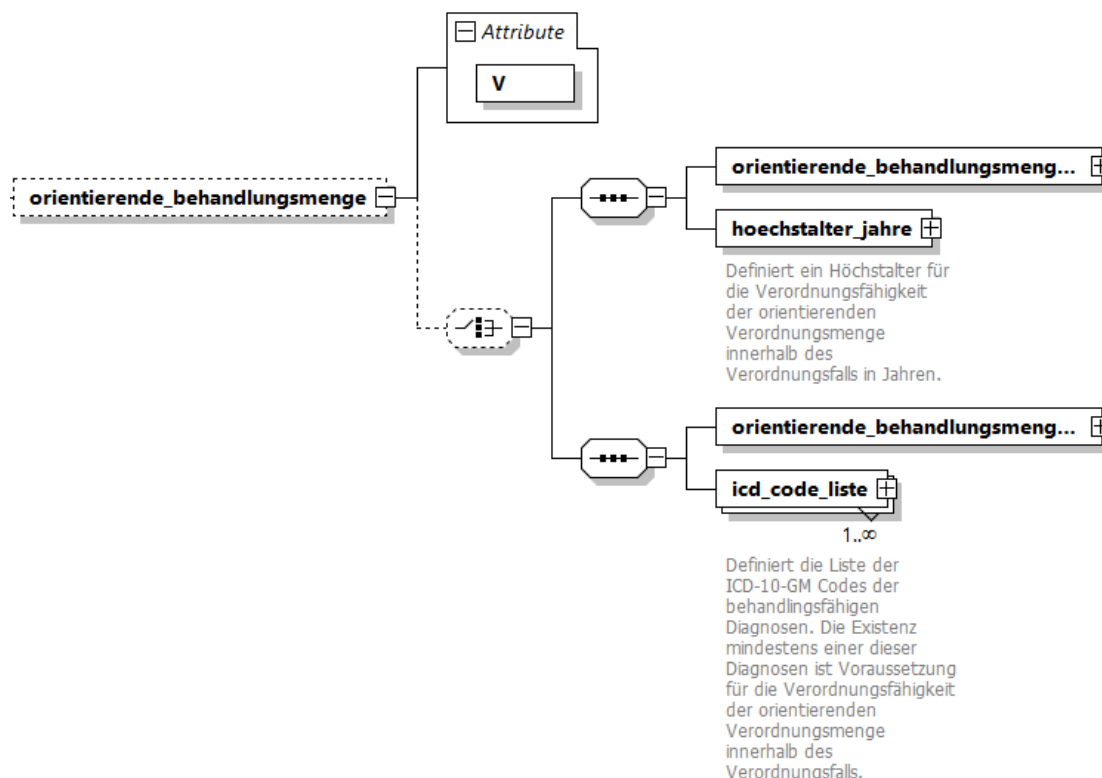 Attribute
V
orientierende_behandlungsmenge
orientierende_behandlungsmeng...
hoechstalter_jahre
Definiert ein Höchstalter für
die Verordnungsfähigkeit
der orientierenden
Verordnungsmenge
innerhalb des
Verordnungsfalls in Jahren.
orientierende_behandlungsmeng...
icd_code_liste
1..∞
Definiert die Liste der
ICD-10-GM Codes der
behandlingsfähigen
Diagnosen. Die Existenz
mindestens einer dieser
Diagnosen ist Voraussetzung
für die Verordnungsfähigkeit
der orientierenden
Verordnungsmenge
innerhalb des
Verordnungsfalls.